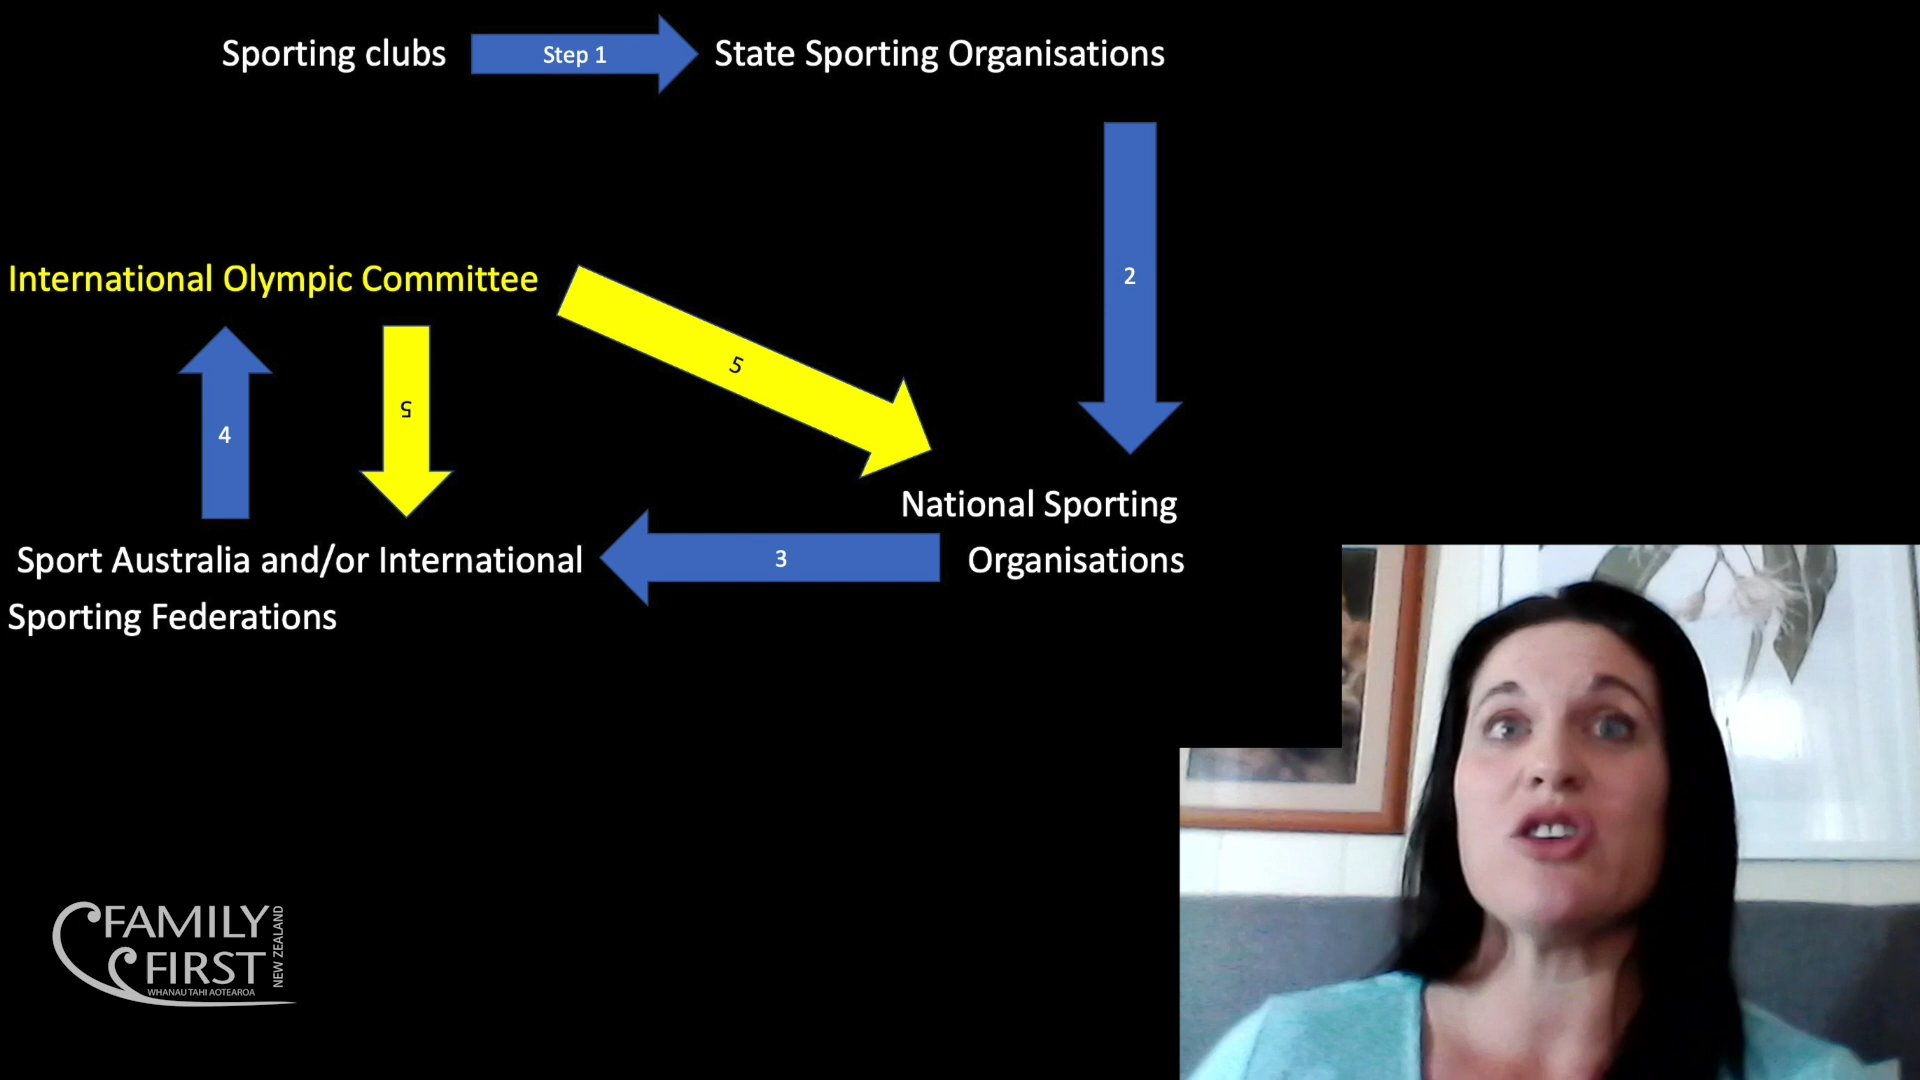 Sporting clubs
Step 1
State Sporting Organisations
2
International Olympic Committee
5
5
4
National Sporting
Organisations
3
Sport Australia and/or International
Sporting Federations
FAMILY
FIRST
NEW ZEALAND
WHANAU TAHI AOTEAROA